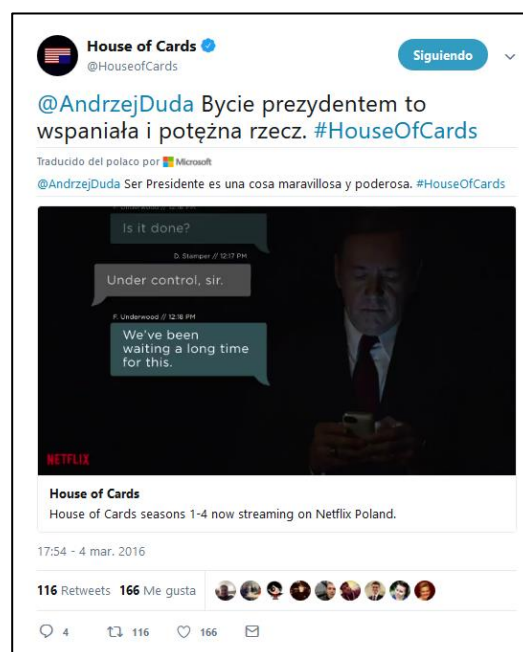 House of Cards
@HouseofCards
Siguiendo
@AndrzejDuda Bycie prezydentem to
wspaniała i potężna rzecz. #HouseOfCards
Traducido del polaco por Microsoft
@AndrzejDuda Ser Presidente es una cosa maravillosa y poderosa. #HouseOfCards
Is it done?
D. Stamper // 12:17 PM
Under control, sir.
F. Underwood // 12:18 PM
We've been
waiting a long time
for this.
NETFLIX
House of Cards
House of Cards seasons 1-4 now streaming on Netflix Poland.
17:54 - 4 mar. 2016
116 Retweets 166 Me gusta
4 116 166